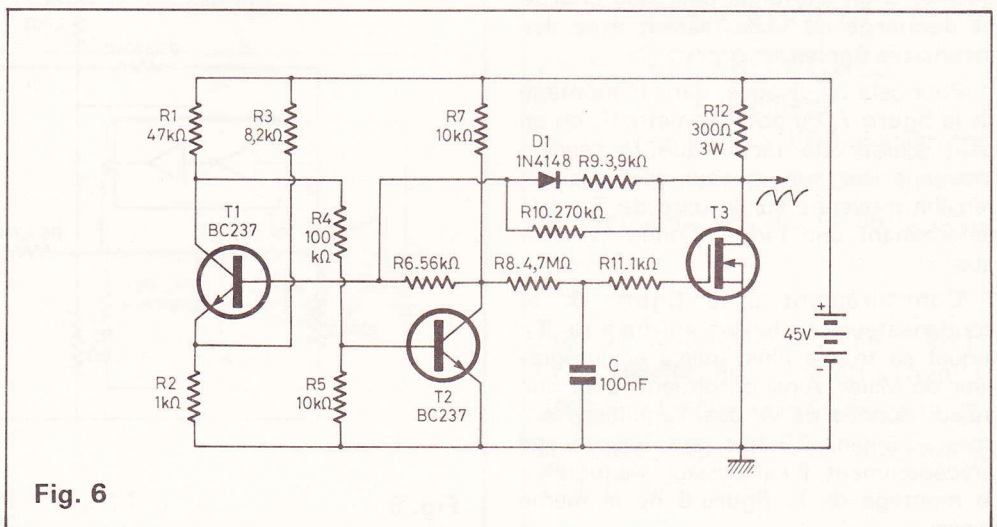 R1
47kΩ
R3
8,2kΩ
R7
10kΩ
R12
300Ω
3W
D1
1N4148
R9.3,9kΩ
R10.270kΩ
T1
BC237
R4
100
kΩ
R6.56kΩ
R8.4,7MΩ
R11.1kΩ
T3
R2
1kΩ
R5
10kΩ
T2
BC237
C
100nF
45V
+
-
Fig. 6